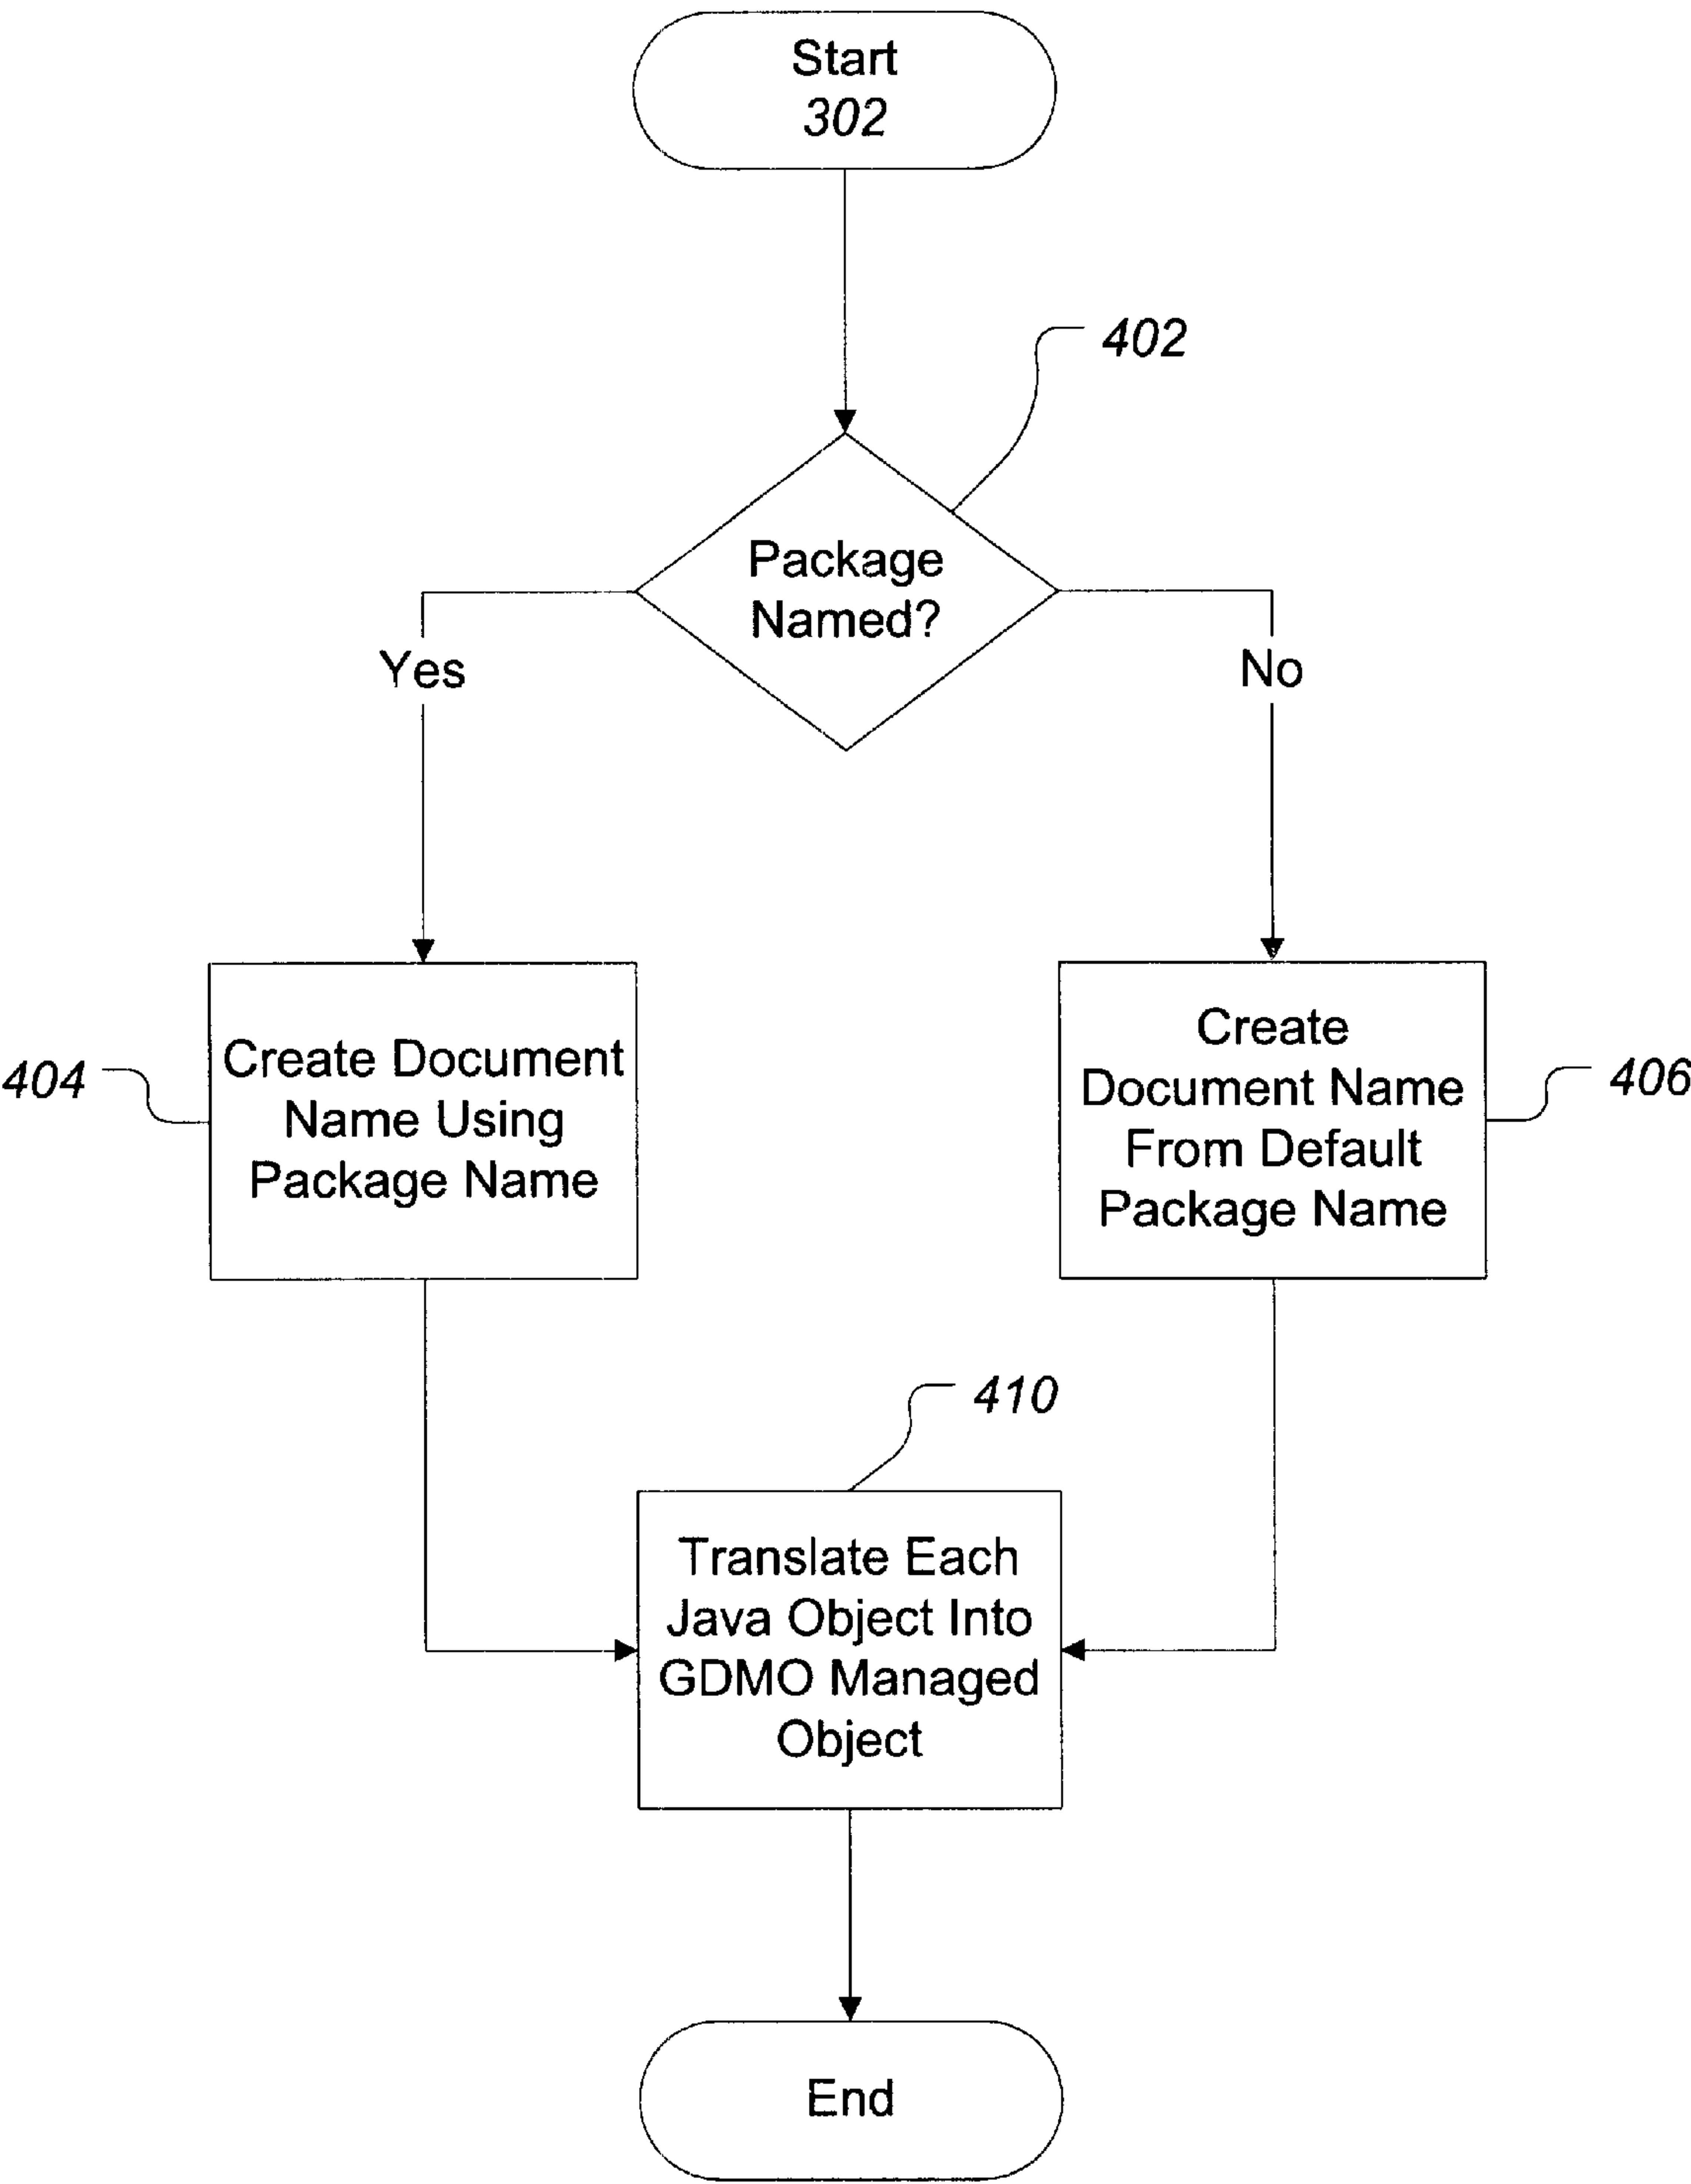 Start
302
402
Package
Named?
Yes
No
404
Create Document
Name Using
Package Name
Create
Document Name
From Default
Package Name
406
410
Translate Each
Java Object Into
GDMO Managed
Object
End